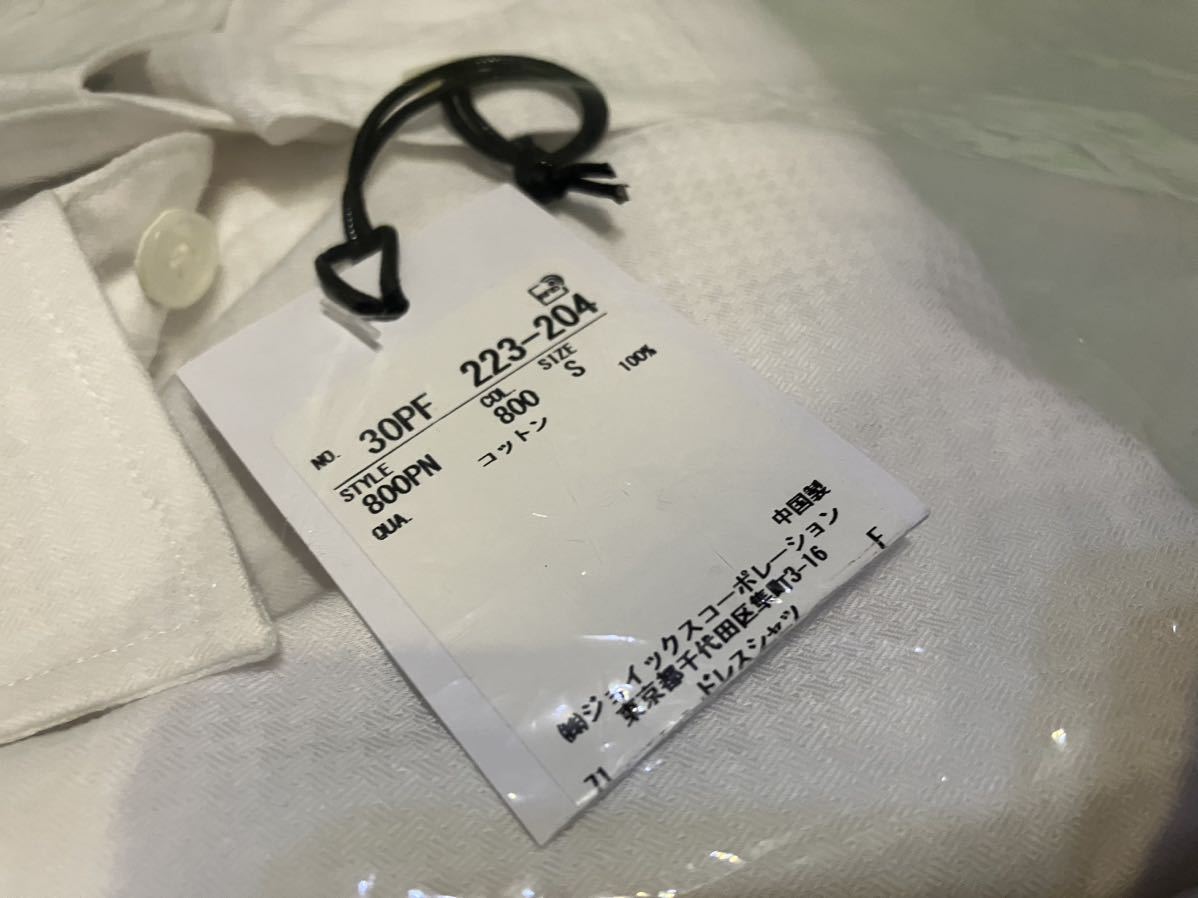 NO. 30PF 223-204
STYLE COL. SIZE
800PN 800 S
QUA. コットン 100%
中国製
㈱ジョイックスコーポレーション
東京都千代田区隼町3-16
ドレスシャツ F
71